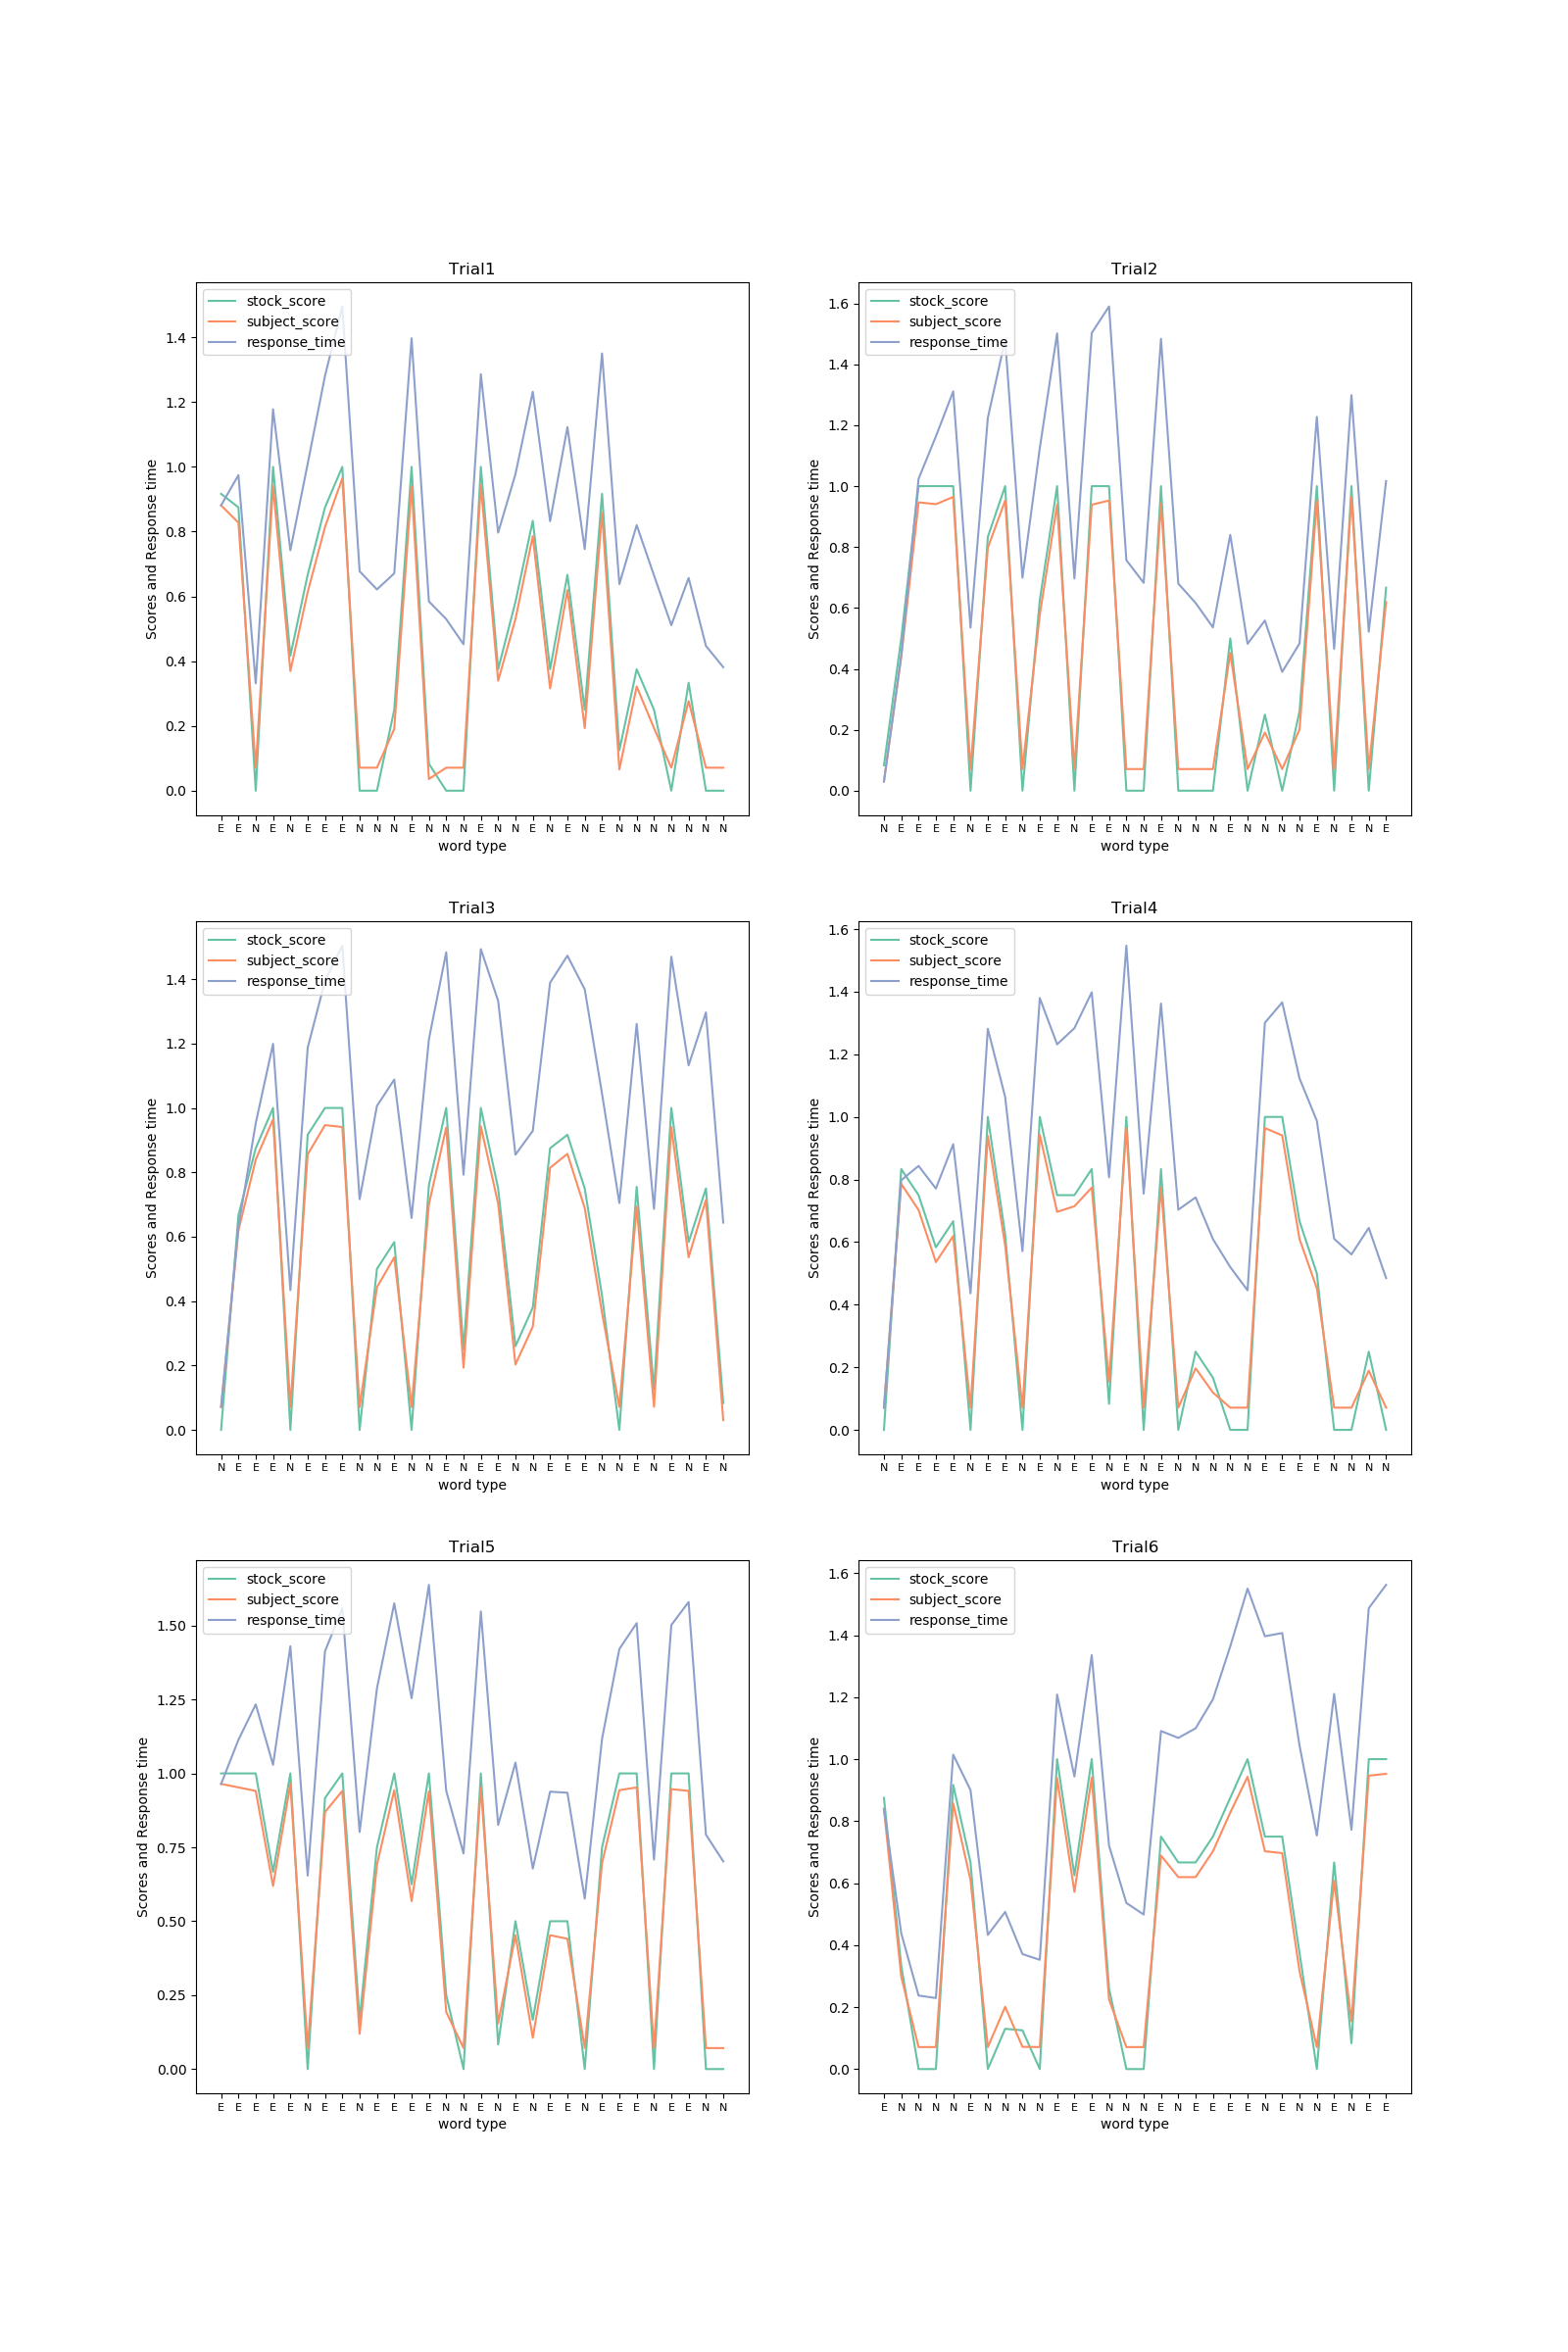 Trial1
stock_score
subject_score
response_time
1.4
1.2
1.0
0.8
0.6
0.4
0.2
0.0
Scores and Response time
E E N E N E E E N N N E N N N E N N E N E N E N N N N N N N
word type
Trial2
stock_score
subject_score
response_time
1.6
1.4
1.2
1.0
0.8
0.6
0.4
0.2
0.0
Scores and Response time
N E E E E N E E N E E N E E N N E N N N E N N N N E N E N E
word type
Trial3
stock_score
subject_score
response_time
1.4
1.2
1.0
0.8
0.6
0.4
0.2
0.0
Scores and Response time
N E E E N E E E N N E N N E N E E N N E E E N N E N E N E N
word type
Trial4
stock_score
subject_score
response_time
1.6
1.4
1.2
1.0
0.8
0.6
0.4
0.2
0.0
Scores and Response time
N E E E E N E E N E N E E N E N E N N N N N E E E E N N N N
word type
Trial5
stock_score
subject_score
response_time
1.50
1.25
1.00
0.75
0.50
0.25
0.00
Scores and Response time
E E E E E N E E N E E E E N N E N E N E E N E E E N E E N N
word type
Trial6
stock_score
subject_score
response_time
1.6
1.4
1.2
1.0
0.8
0.6
0.4
0.2
0.0
Scores and Response time
E N N N N E N N N N E E E N N N E N N E E E N E N N E N E E
word type